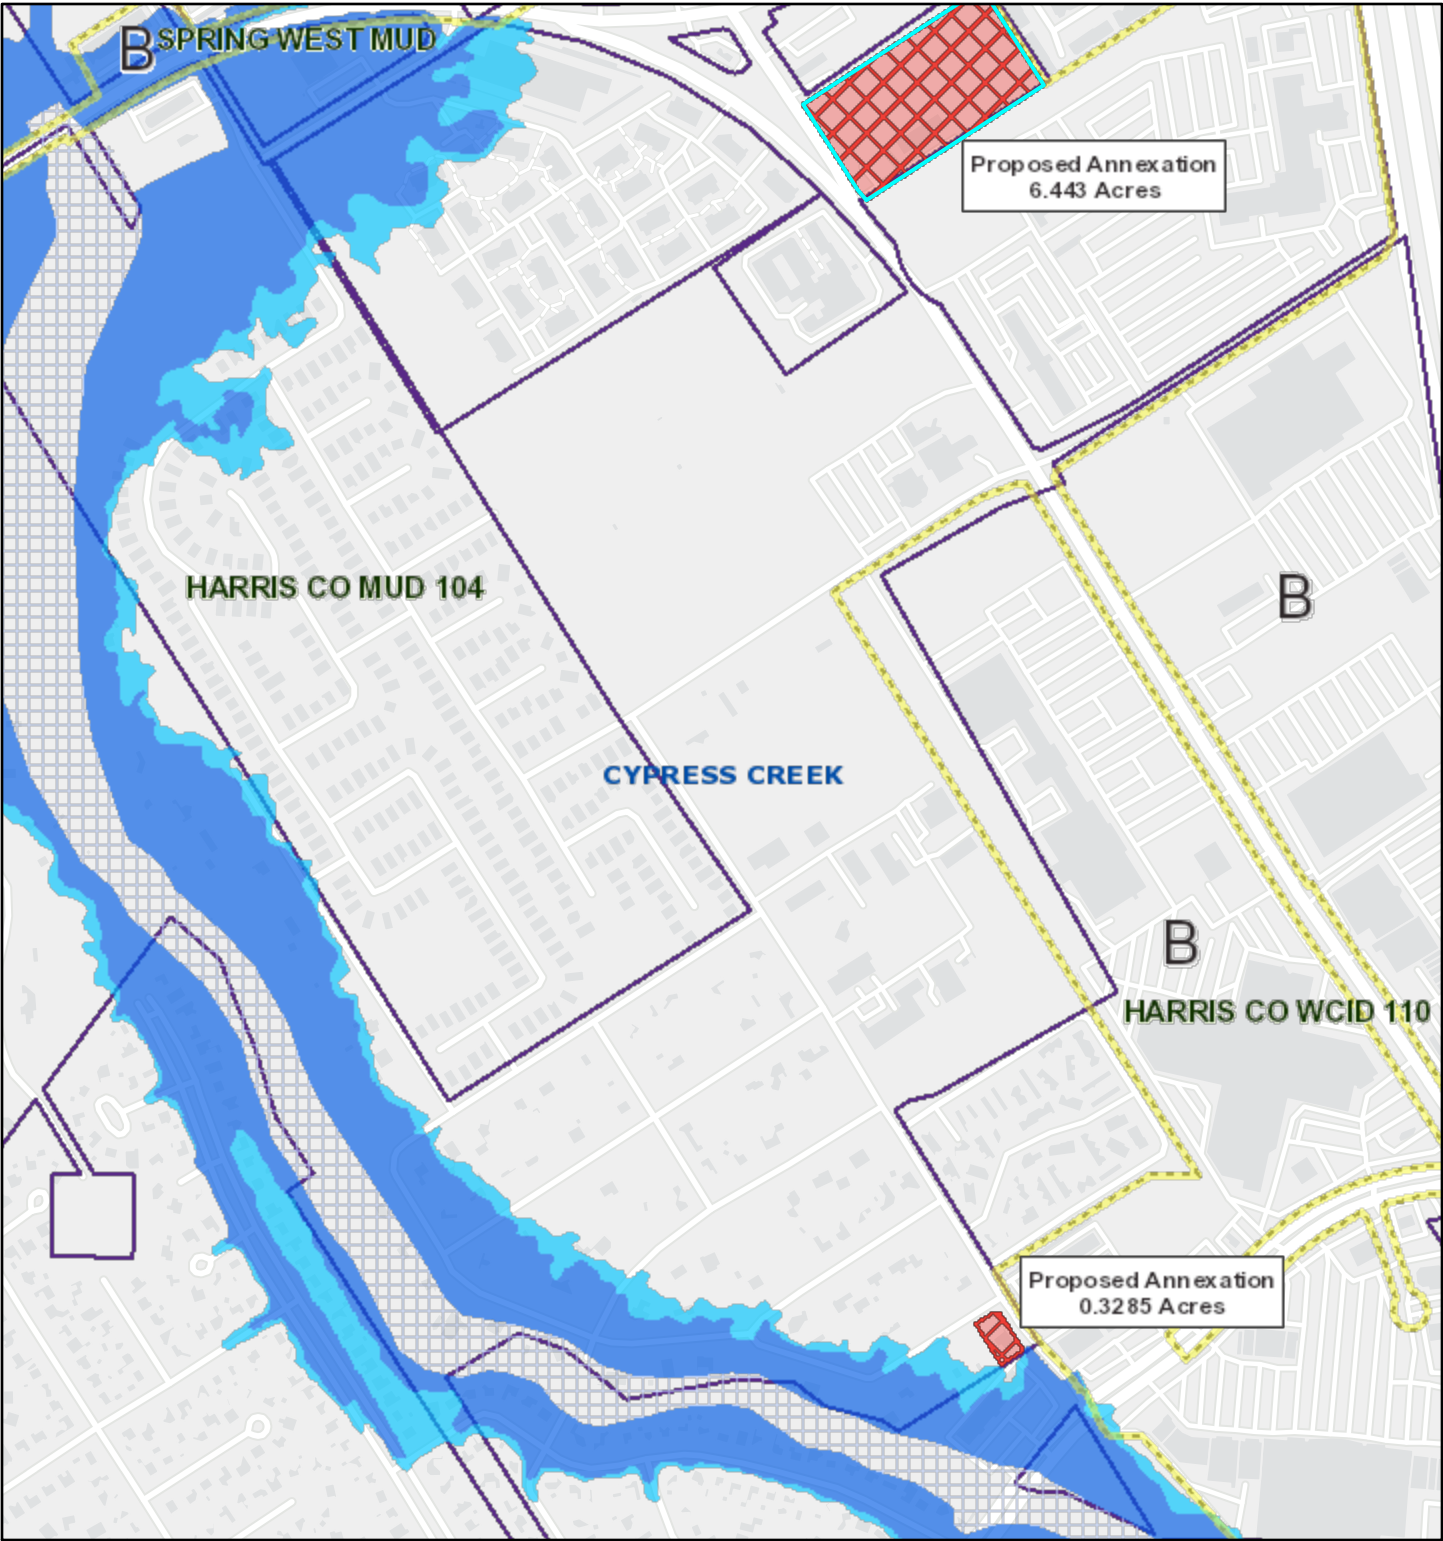 B SPRING WEST MUD
Proposed Annexation
6.443 Acres
HARRIS CO MUD 104
B
CYPRESS CREEK
B
HARRIS CO WCID 110
Proposed Annexation
0.3285 Acres